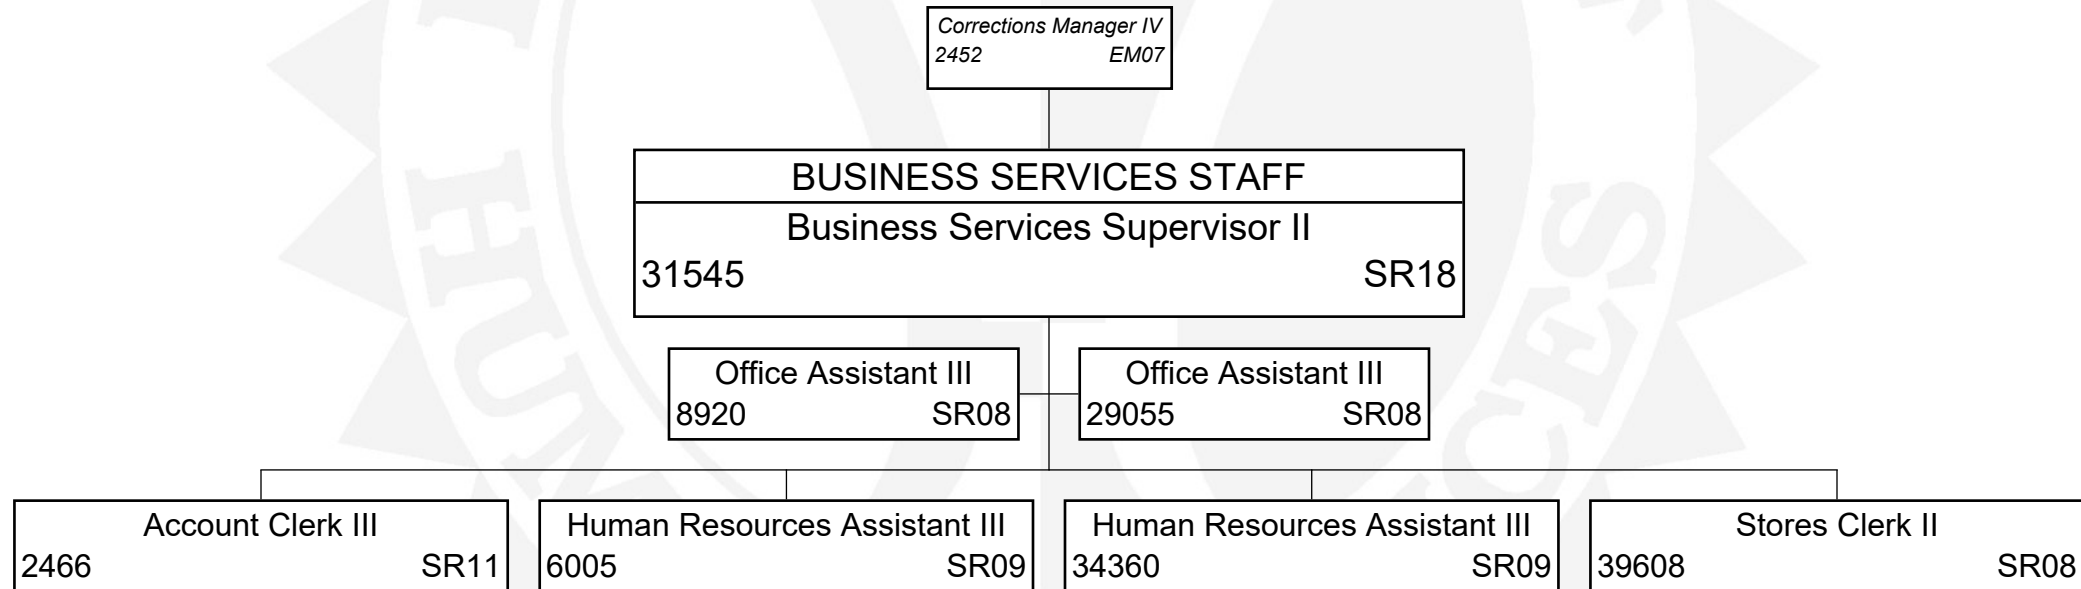 Corrections Manager IV
2452 EM07
BUSINESS SERVICES STAFF
Business Services Supervisor II
31545 SR18
Office Assistant III
8920 SR08
Office Assistant III
29055 SR08
Account Clerk III
2466 SR11
Human Resources Assistant III
6005 SR09
Human Resources Assistant III
34360 SR09
Stores Clerk II
39608 SR08